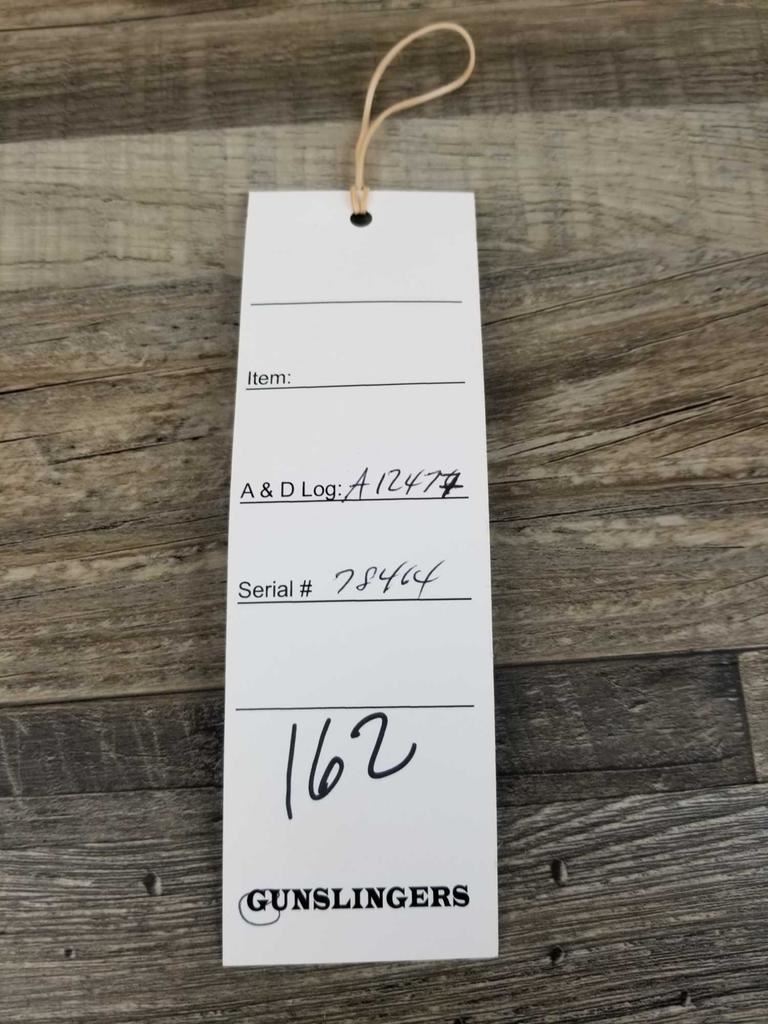 Item:
A & D Log: A12477
Serial # 78464
162
GUNSLINGERS